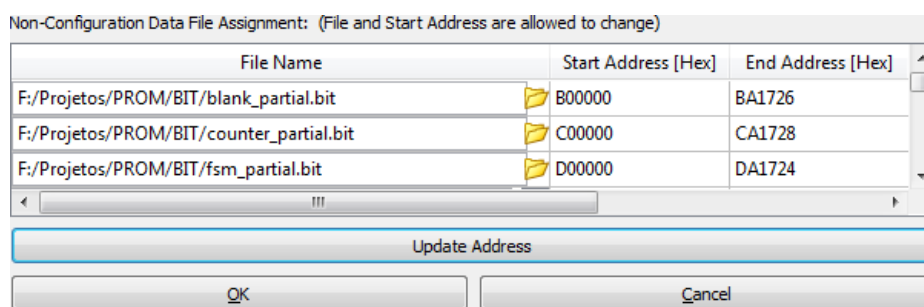 Non-Configuration Data File Assignment: (File and Start Address are allowed to change)
File Name Start Address [Hex] End Address [Hex]
F:/Projetos/PROM/BIT/blank_partial.bit B00000 BA1726
F:/Projetos/PROM/BIT/counter_partial.bit C00000 CA1728
F:/Projetos/PROM/BIT/fsm_partial.bit D00000 DA1724
Update Address
OK Cancel